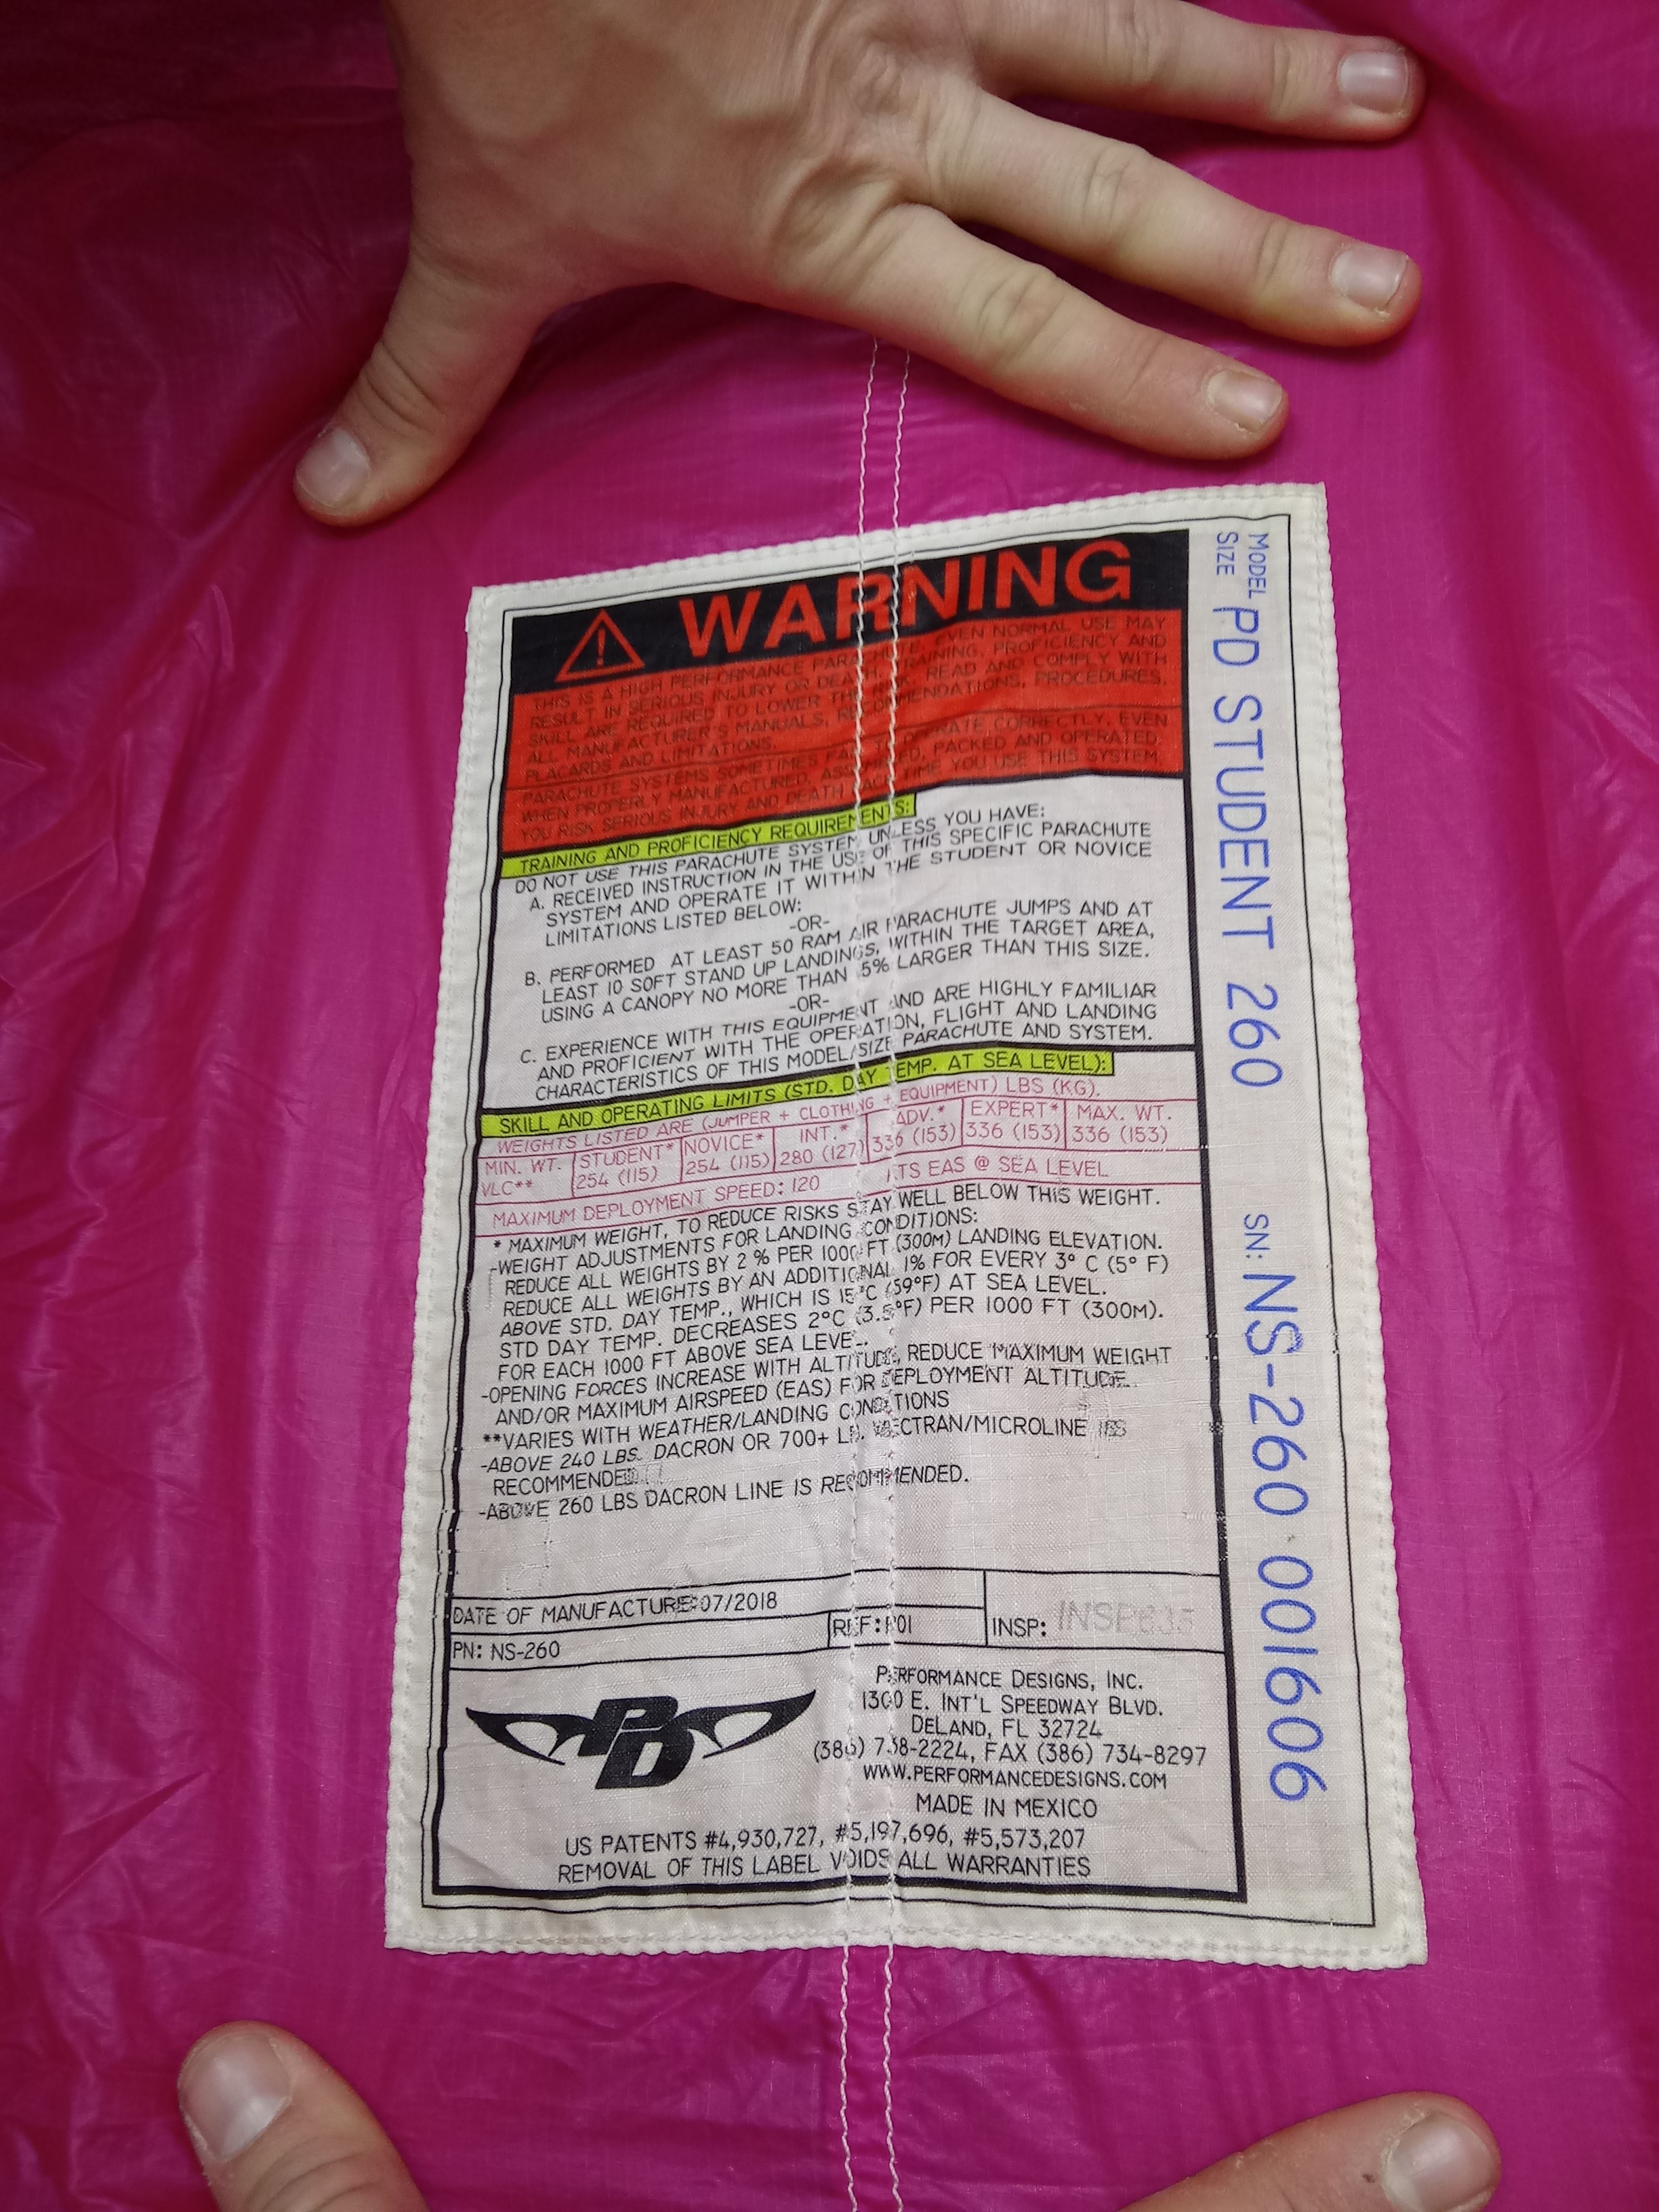 WARNING
THIS IS A HIGH PERFORMANCE PARACHUTE, EVEN NORMAL USE MAY
RESULT IN SERIOUS INJURY OR DEATH. TRAINING, PROFICIENCY AND
SKILL ARE REQUIRED TO LOWER THE RISK. READ AND COMPLY WITH
ALL MANUFACTURER'S MANUALS, RECOMMENDATIONS, PROCEDURES,
PLACARDS AND LIMITATIONS.
PARACHUTE SYSTEMS SOMETIMES FAIL TO OPERATE CORRECTLY, EVEN
WHEN PROPERLY MANUFACTURED, ASSEMBLED, PACKED AND OPERATED.
YOU RISK SERIOUS INJURY AND DEATH EACH TIME YOU USE THIS SYSTEM.
TRAINING AND PROFICIENCY REQUIREMENTS:
DO NOT USE THIS PARACHUTE SYSTEM UNLESS YOU HAVE:
A. RECEIVED INSTRUCTION IN THE USE OF THIS SPECIFIC PARACHUTE
SYSTEM AND OPERATE IT WITHIN THE STUDENT OR NOVICE
LIMITATIONS LISTED BELOW:
-OR-
B. PERFORMED AT LEAST 50 RAM AIR PARACHUTE JUMPS AND AT
LEAST 10 SOFT STAND UP LANDINGS, WITHIN THE TARGET AREA,
USING A CANOPY NO MORE THAN 15% LARGER THAN THIS SIZE.
-OR-
C. EXPERIENCE WITH THIS EQUIPMENT AND ARE HIGHLY FAMILIAR
AND PROFICIENT WITH THE OPERATION, FLIGHT AND LANDING
CHARACTERISTICS OF THIS MODEL/SIZE PARACHUTE AND SYSTEM.
SKILL AND OPERATING LIMITS (STD. DAY TEMP. AT SEA LEVEL):
WEIGHTS LISTED ARE (JUMPER + CLOTHING + EQUIPMENT) LBS (KG).
MIN. WT. STUDENT* NOVICE* INT.* ADV.* EXPERT* MAX. WT.
VLC** 254 (115) 254 (115) 280 (127) 336 (153) 336 (153) 336 (153)
MAXIMUM DEPLOYMENT SPEED: 120 KTS EAS @ SEA LEVEL
* MAXIMUM WEIGHT, TO REDUCE RISKS STAY WELL BELOW THIS WEIGHT.
-WEIGHT ADJUSTMENTS FOR LANDING CONDITIONS:
REDUCE ALL WEIGHTS BY 2 % PER 1000 FT (300M) LANDING ELEVATION.
REDUCE ALL WEIGHTS BY AN ADDITIONAL 1% FOR EVERY 3° C (5° F)
ABOVE STD. DAY TEMP., WHICH IS 15°C (59°F) AT SEA LEVEL.
STD DAY TEMP. DECREASES 2°C (3.5°F) PER 1000 FT (300M).
FOR EACH 1000 FT ABOVE SEA LEVEL.
-OPENING FORCES INCREASE WITH ALTITUDE, REDUCE MAXIMUM WEIGHT
AND/OR MAXIMUM AIRSPEED (EAS) FOR DEPLOYMENT ALTITUDE.
**VARIES WITH WEATHER/LANDING CONDITIONS
-ABOVE 240 LBS. DACRON OR 700+ LB. VECTRAN/MICROLINE IS
RECOMMENDED
-ABOVE 260 LBS DACRON LINE IS RECOMMENDED.
DATE OF MANUFACTURE: 07/2018
PN: NS-260
REF: P01
INSP:
PD
PERFORMANCE DESIGNS, INC.
1300 E. INT'L SPEEDWAY BLVD.
DELAND, FL 32724
(386) 738-2224, FAX (386) 734-8297
WWW.PERFORMANCEDESIGNS.COM
MADE IN MEXICO
US PATENTS #4,930,727, #5,197,696, #5,573,207
REMOVAL OF THIS LABEL VOIDS ALL WARRANTIES
MODEL
SIZE PD STUDENT 260 SN: NS-260 001606